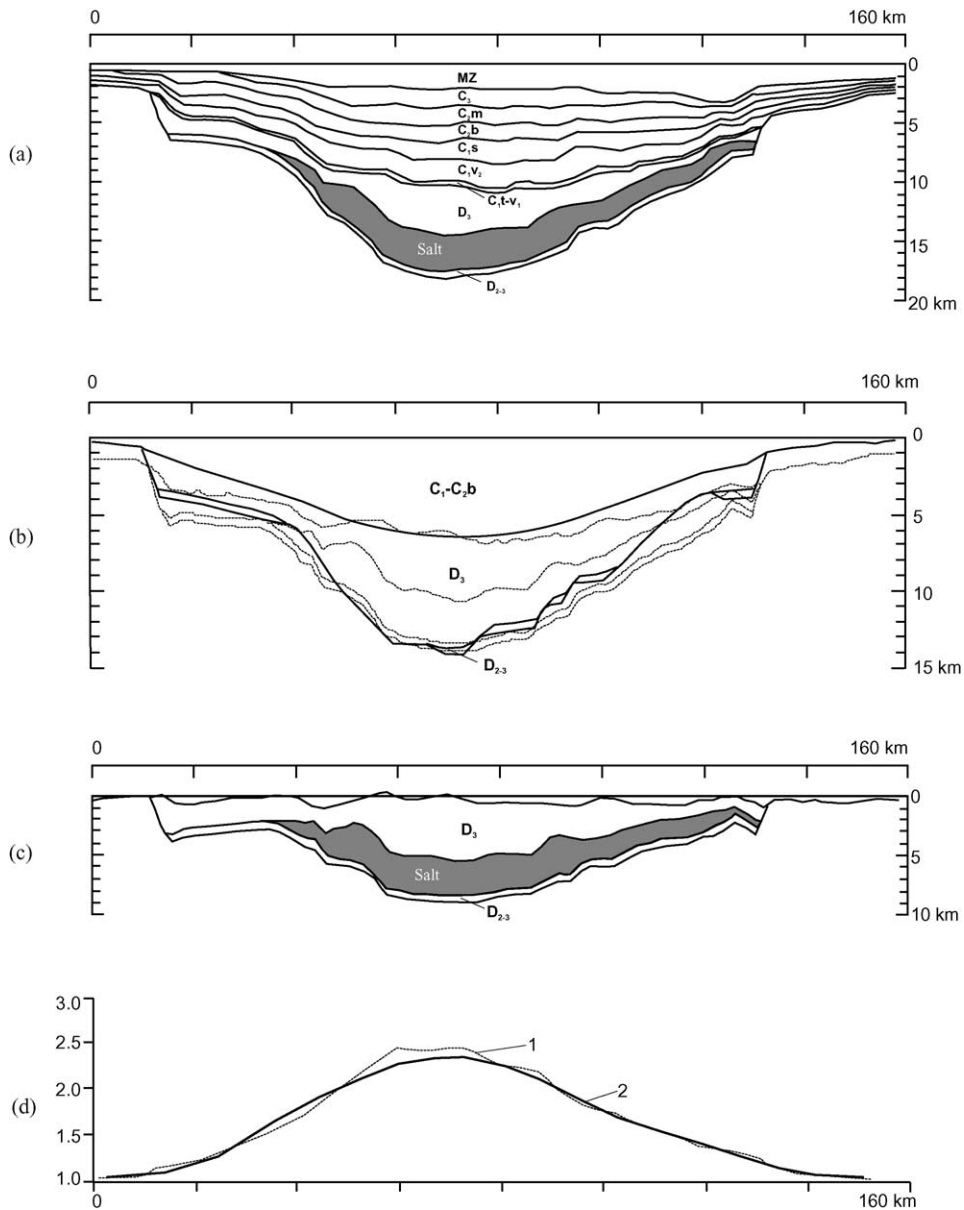 (a)
0 160 km
0
5
10
15
20 km
MZ
C₃
C₂m
C₂b
C₁s
C₁v₂
C₁t-v₁
D₃
Salt
D₂₋₃
(b)
0 160 km
0
5
10
15 km
C₁-C₂b
D₃
D₂₋₃
(c)
0 160 km
0
5
10 km
D₃
Salt
D₂₋₃
(d)
3.0
2.5
2.0
1.5
1.0
1
2
0 160 km